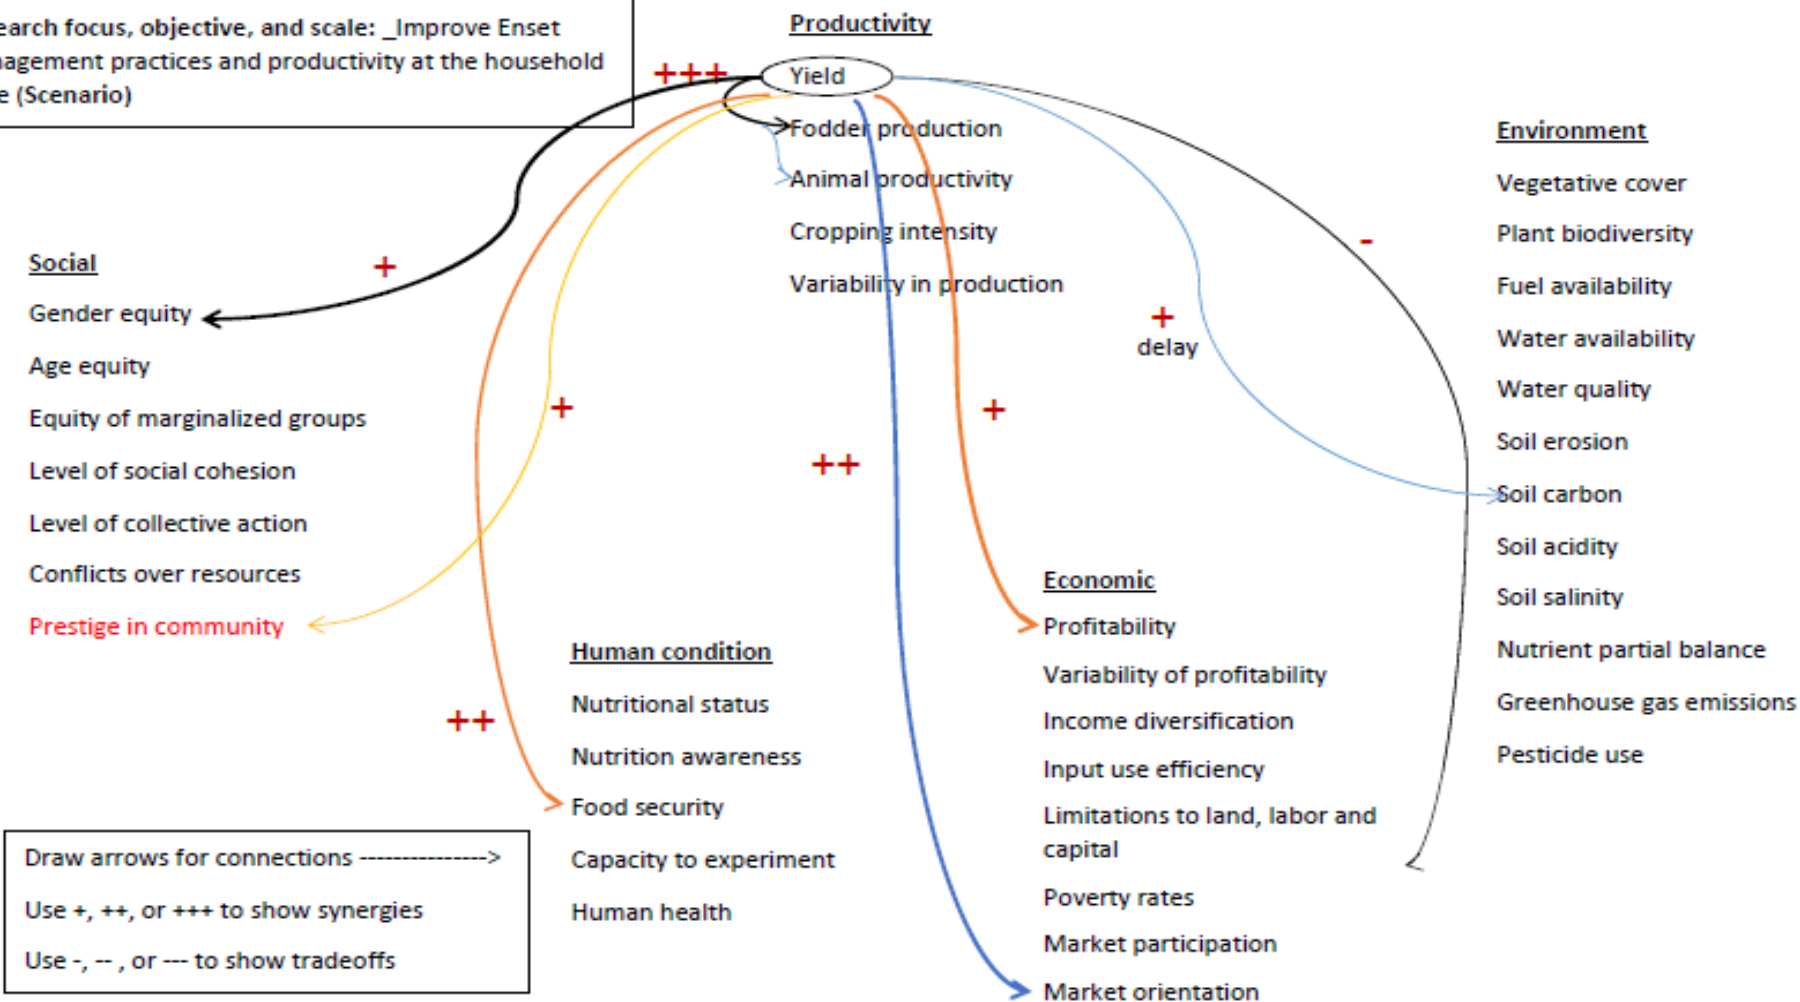 earch focus, objective, and scale: _Improve Enset
nagement practices and productivity at the household
e (Scenario)
Productivity
Yield
+++
Fodder production
Animal productivity
Cropping intensity
Variability in production
Environment
Vegetative cover
Plant biodiversity
Fuel availability
Water availability
Water quality
Soil erosion
Soil carbon
Soil acidity
Soil salinity
Nutrient partial balance
Greenhouse gas emissions
Pesticide use
-
+
delay
+
++
Social
+
Gender equity
Age equity
Equity of marginalized groups
Level of social cohesion
Level of collective action
Conflicts over resources
Prestige in community
+
++
Human condition
Nutritional status
Nutrition awareness
Food security
Capacity to experiment
Human health
Economic
Profitability
Variability of profitability
Income diversification
Input use efficiency
Limitations to land, labor and
capital
Poverty rates
Market participation
Market orientation
Draw arrows for connections --------------->
Use +, ++, or +++ to show synergies
Use -, -- , or --- to show tradeoffs